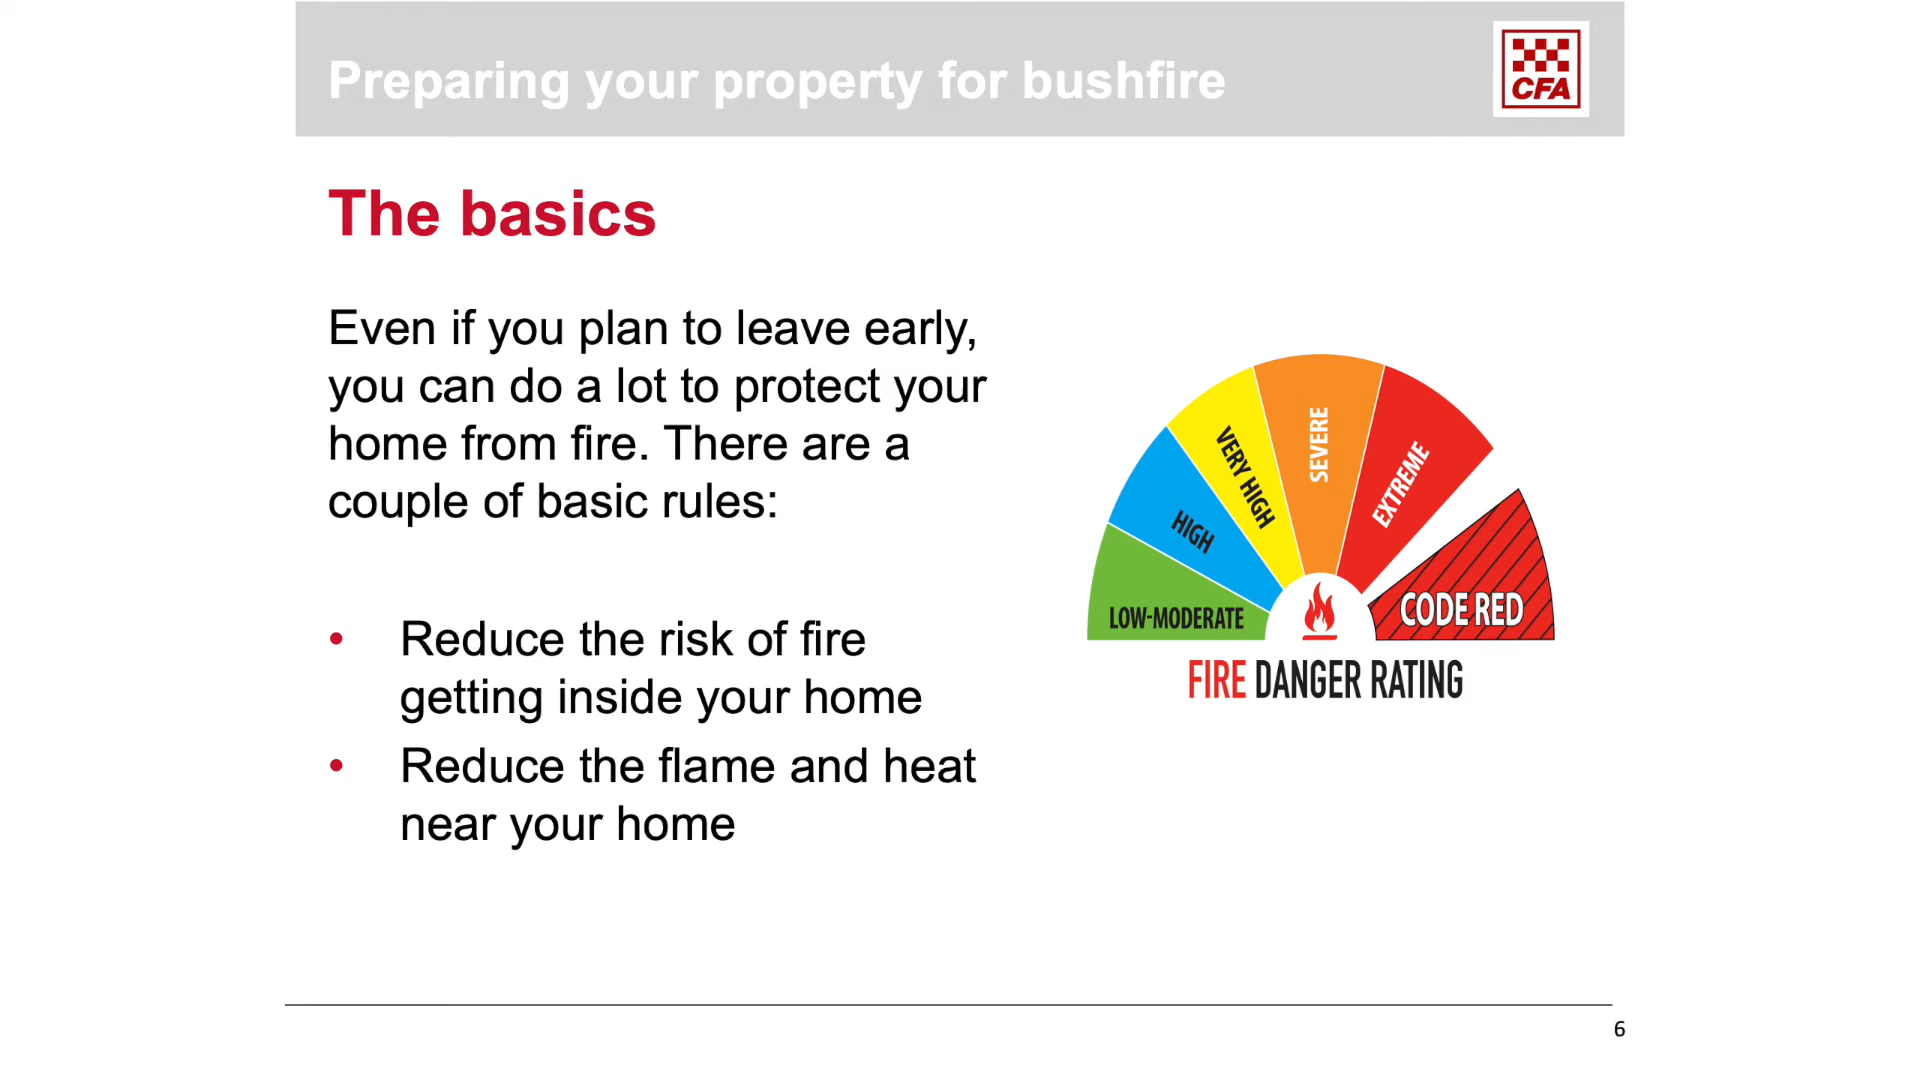 Preparing your property for bushfire
CFA
The basics
Even if you plan to leave early,
you can do a lot to protect your
home from fire. There are a
couple of basic rules:
• Reduce the risk of fire
getting inside your home
• Reduce the flame and heat
near your home
LOW-MODERATE
HIGH
VERY HIGH
SEVERE
EXTREME
CODE RED
FIRE DANGER RATING
6